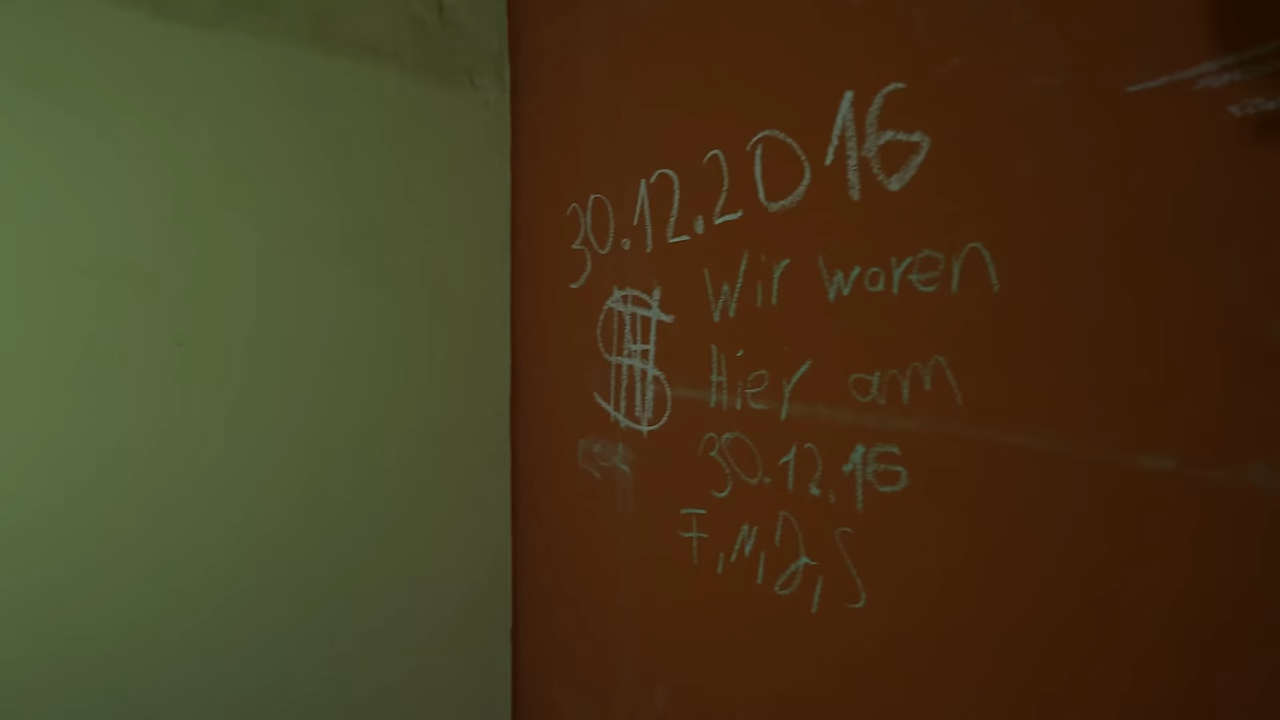 30.12.2016
$ Wir waren
Hier am
30.12.16
F, N, J, S